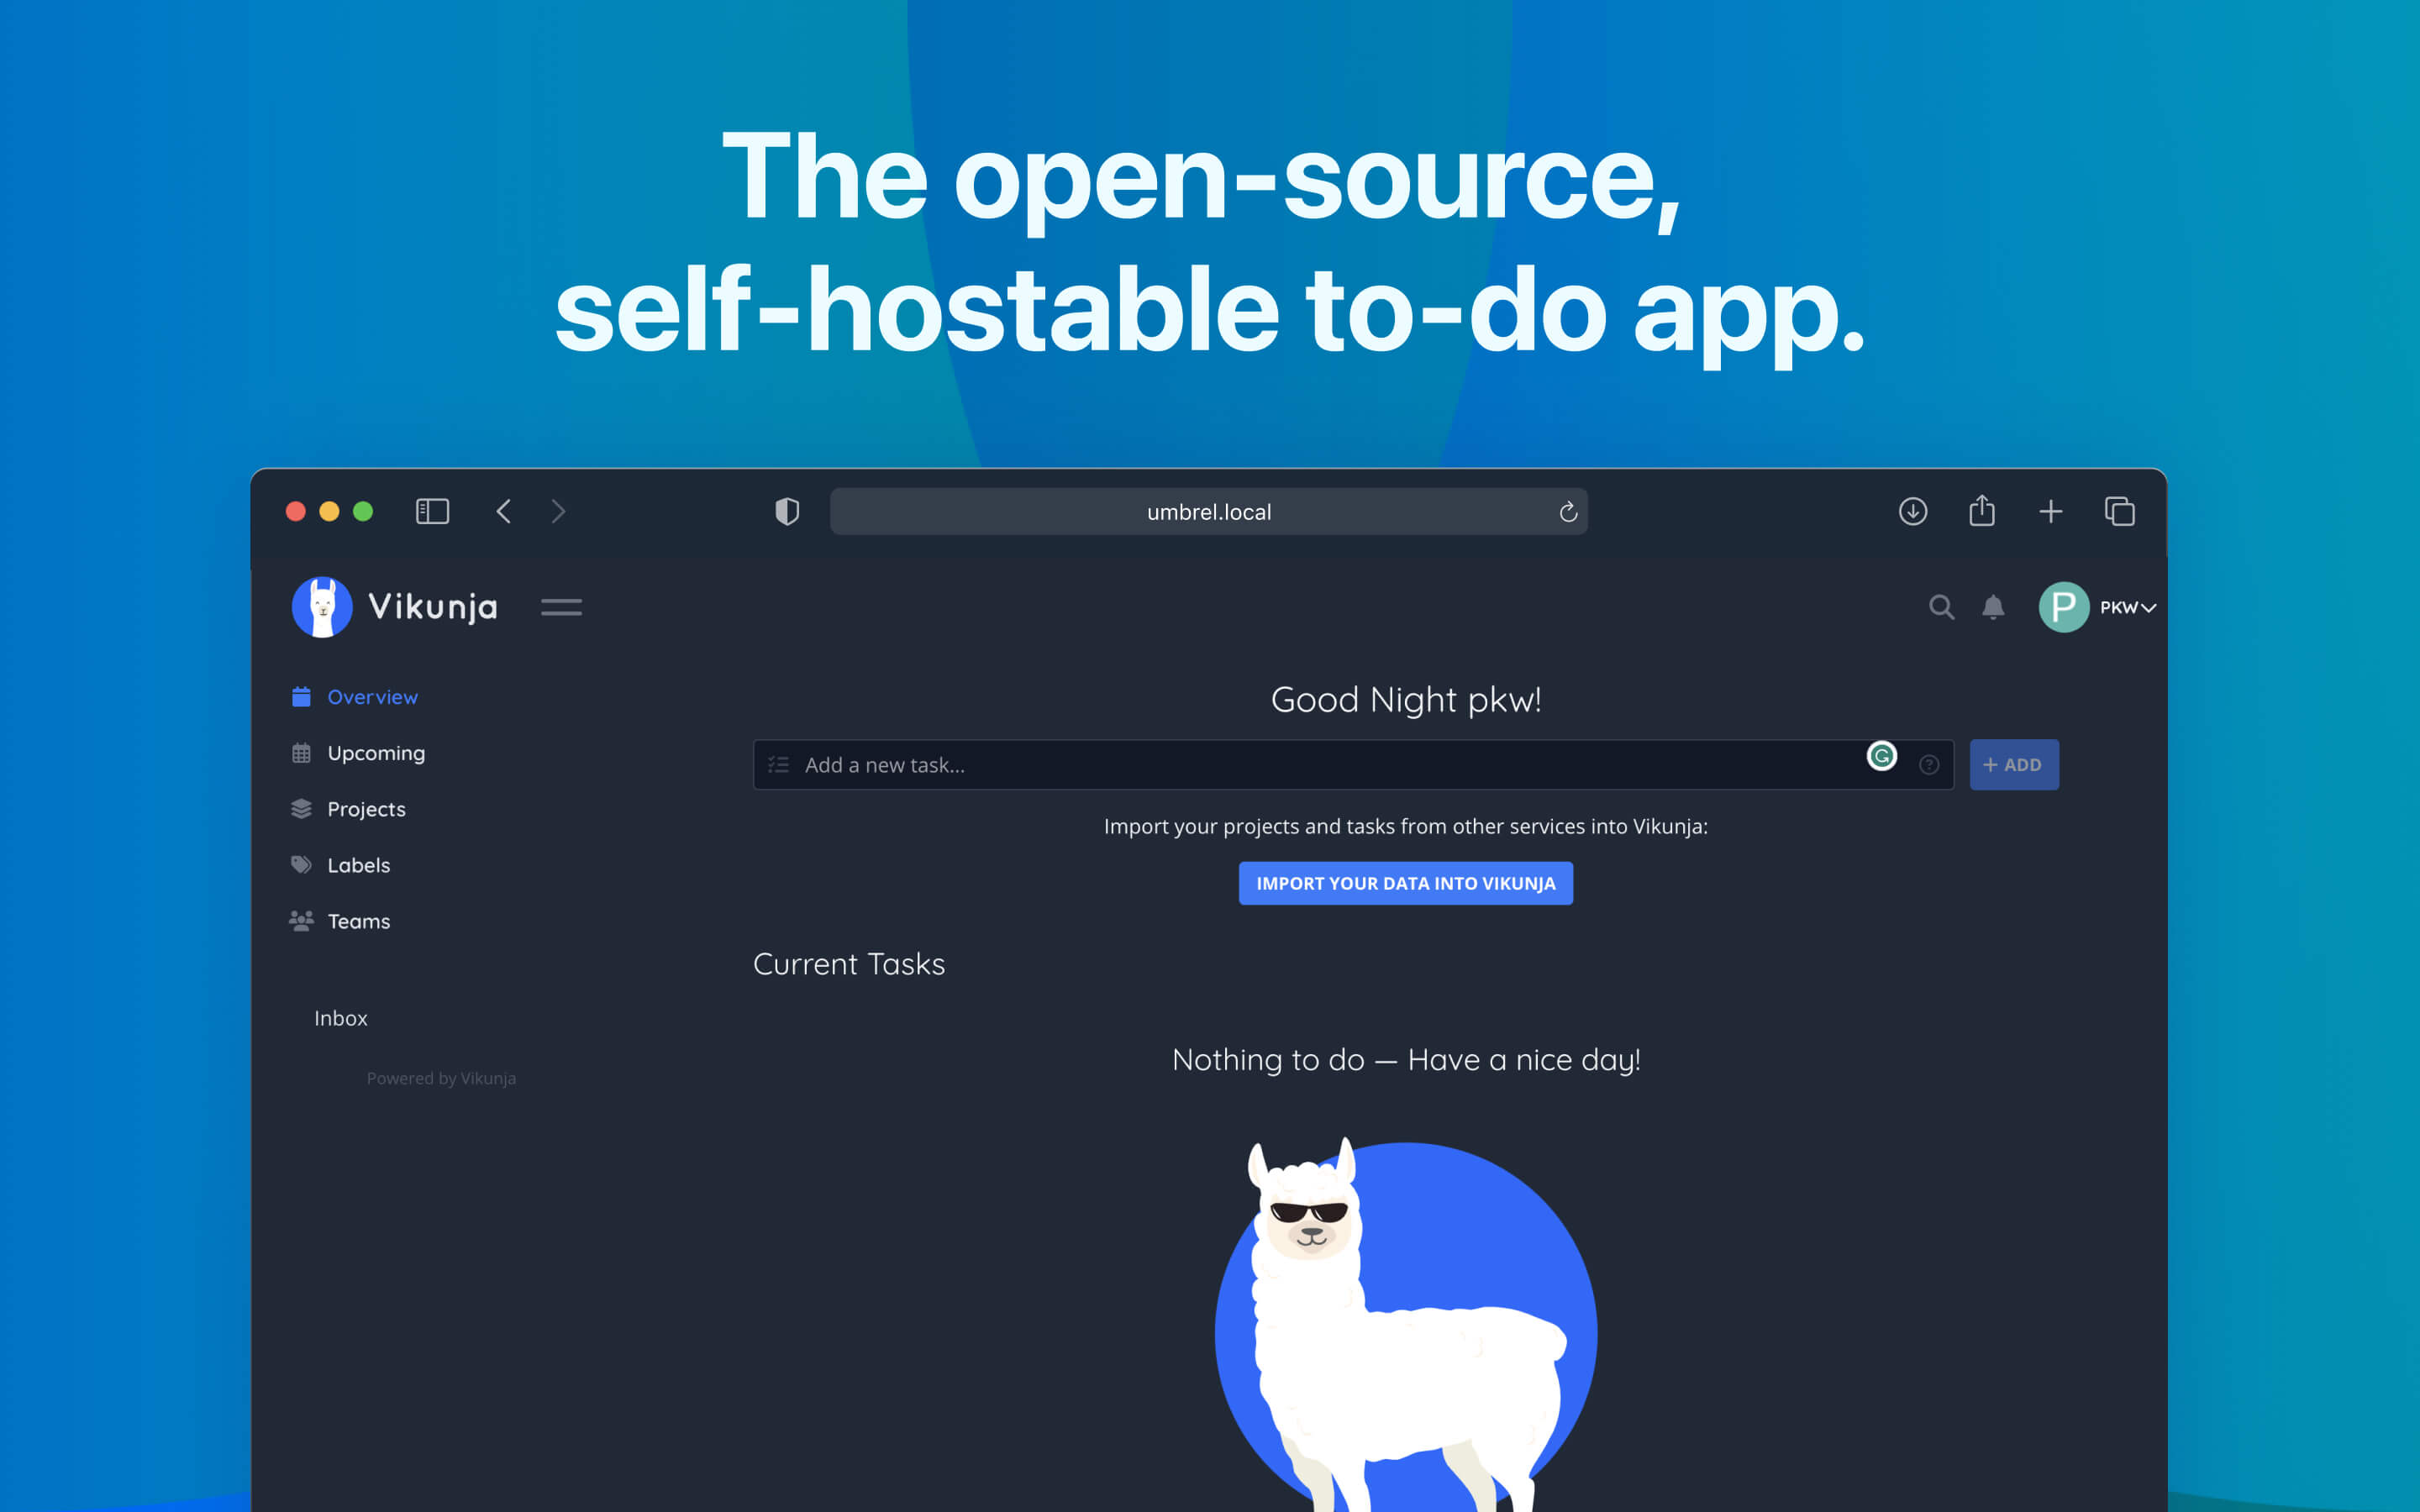 The open-source,
self-hostable to-do app.
umbrel.local
Vikunja
P
PKW
Overview
Upcoming
Projects
Labels
Teams
Inbox
Powered by Vikunja
Good Night pkw!
Add a new task...
G
?
+ ADD
Import your projects and tasks from other services into Vikunja:
IMPORT YOUR DATA INTO VIKUNJA
Current Tasks
Nothing to do — Have a nice day!